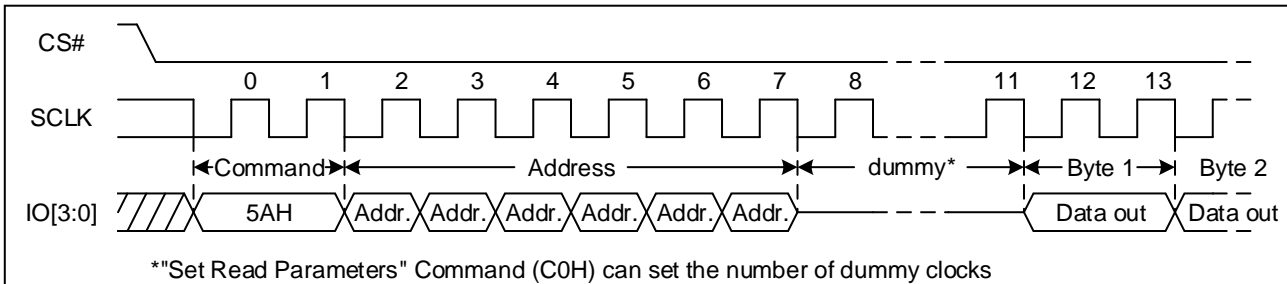 CS#
0 1 2 3 4 5 6 7 8 11 12 13
SCLK
Command Address dummy* Byte 1 Byte 2
IO[3:0] 5AH Addr. Addr. Addr. Addr. Addr. Addr. Data out Data out
*"Set Read Parameters" Command (C0H) can set the number of dummy clocks